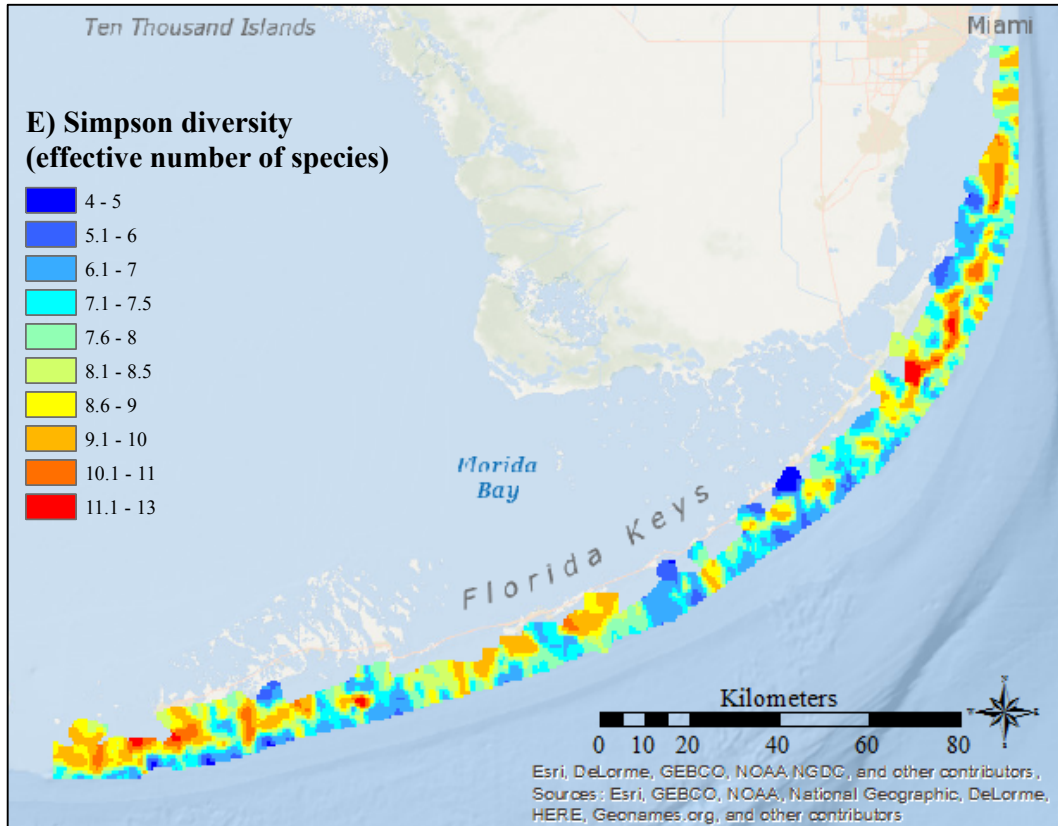 Ten Thousand Islands
Miami
E) Simpson diversity
(effective number of species)
4 - 5
5.1 - 6
6.1 - 7
7.1 - 7.5
7.6 - 8
8.1 - 8.5
8.6 - 9
9.1 - 10
10.1 - 11
11.1 - 13
Florida
Bay
Florida Keys
Kilometers
0 10 20 40 60 80
N
Esri, DeLorme, GEBCO, NOAA NGDC, and other contributors,
Sources: Esri, GEBCO, NOAA, National Geographic, DeLorme,
HERE, Geonames.org, and other contributors